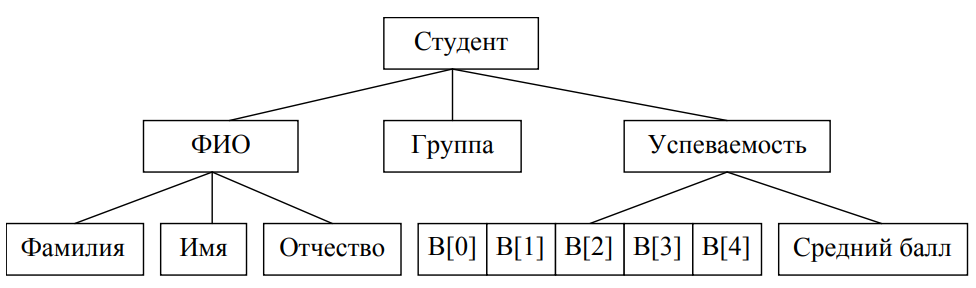 Студент
ФИО Группа Успеваемость
Фамилия Имя Отчество В[0] В[1] В[2] В[3] В[4] Средний балл